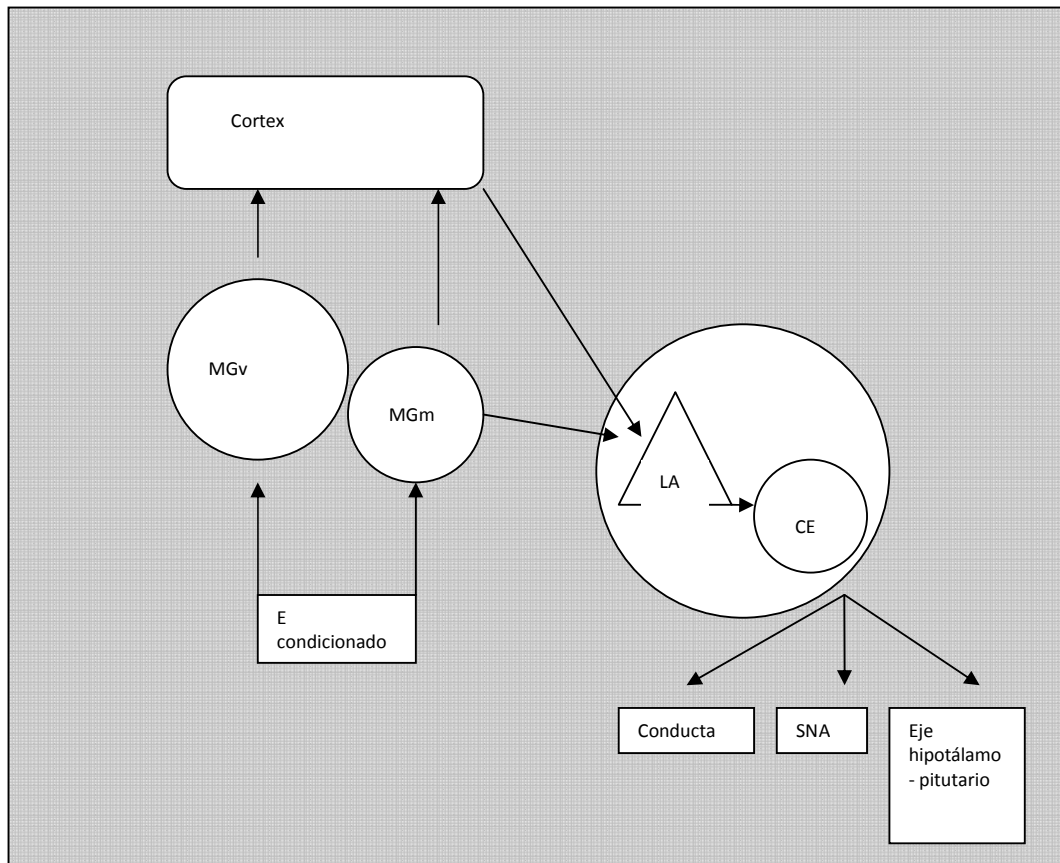 Cortex
MGv
MGm
LA
CE
E
condicionado
Conducta
SNA
Eje
hipotálamo
- pitutario